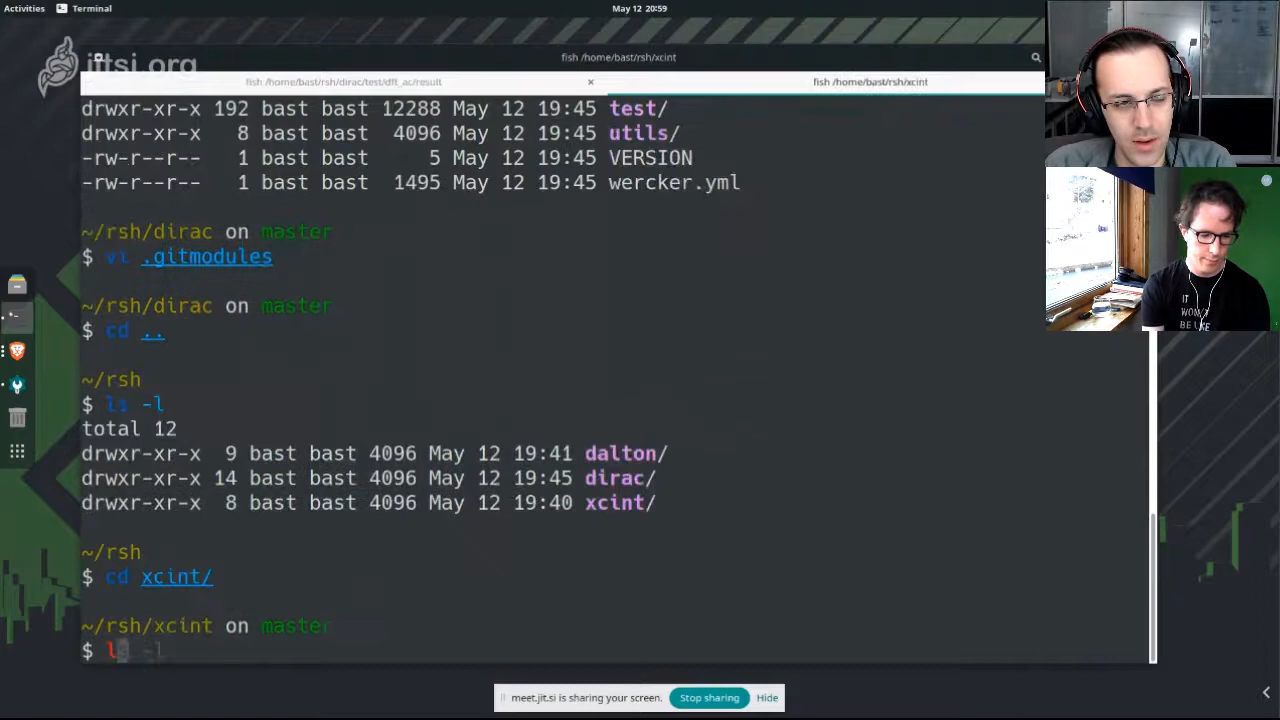 Activities Terminal May 12 20:59
jitsi.org
fish /home/bast/rsh/xcint
fish /home/bast/rsh/dirac/test/dft_ac/result × fish /home/bast/rsh/xcint
drwxr-xr-x 192 bast bast 12288 May 12 19:45 test/
drwxr-xr-x 8 bast bast 4096 May 12 19:45 utils/
-rw-r--r-- 1 bast bast 5 May 12 19:45 VERSION
-rw-r--r-- 1 bast bast 1495 May 12 19:45 wercker.yml
~/rsh/dirac on master
$ vi .gitmodules
~/rsh/dirac on master
$ cd ..
~/rsh
$ ls -l
total 12
drwxr-xr-x 9 bast bast 4096 May 12 19:41 dalton/
drwxr-xr-x 14 bast bast 4096 May 12 19:45 dirac/
drwxr-xr-x 8 bast bast 4096 May 12 19:40 xcint/
~/rsh
$ cd xcint/
~/rsh/xcint on master
$ ls -l
IT
WON'T
BE LIKE
meet.jit.si is sharing your screen. Stop sharing Hide